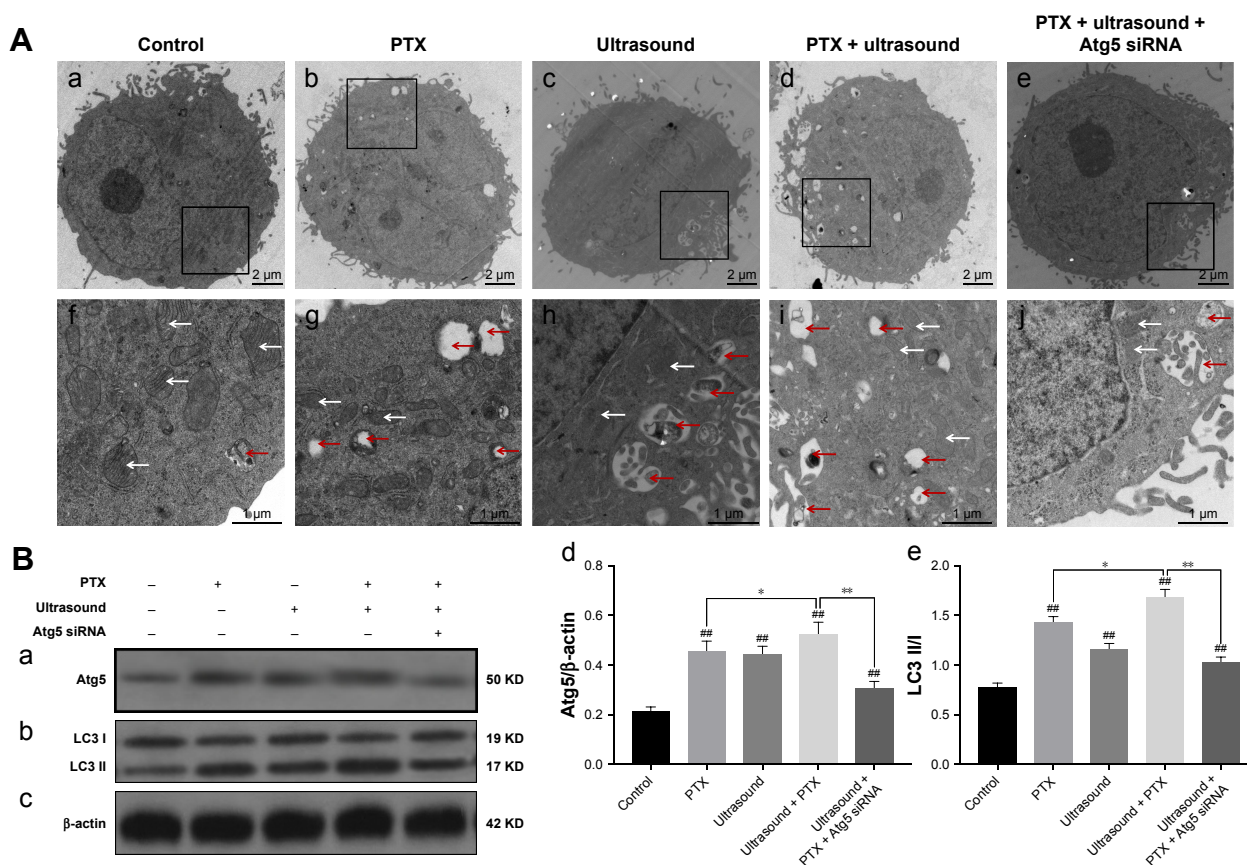 A
Control
PTX
Ultrasound
PTX + ultrasound
PTX + ultrasound +
Atg5 siRNA
a
b
c
d
e
2 µm
2 µm
2 µm
2 µm
2 µm
f
g
h
i
j
1 µm
1 µm
1 µm
1 µm
1 µm
B
PTX – + – + +
Ultrasound – – + + +
Atg5 siRNA – – – – +
a
Atg5 50 KD
b
LC3 I 19 KD
LC3 II 17 KD
c
β-actin 42 KD
d
Atg5/β-actin
0.8
0.6
0.4
0.2
0.0
* **
## ## ## ##
Control
PTX
Ultrasound
Ultrasound + PTX
Ultrasound +
PTX + Atg5 siRNA
e
LC3 II/I
2.0
1.5
1.0
0.5
0.0
* **
## ## ## ##
Control
PTX
Ultrasound
Ultrasound + PTX
Ultrasound +
PTX + Atg5 siRNA